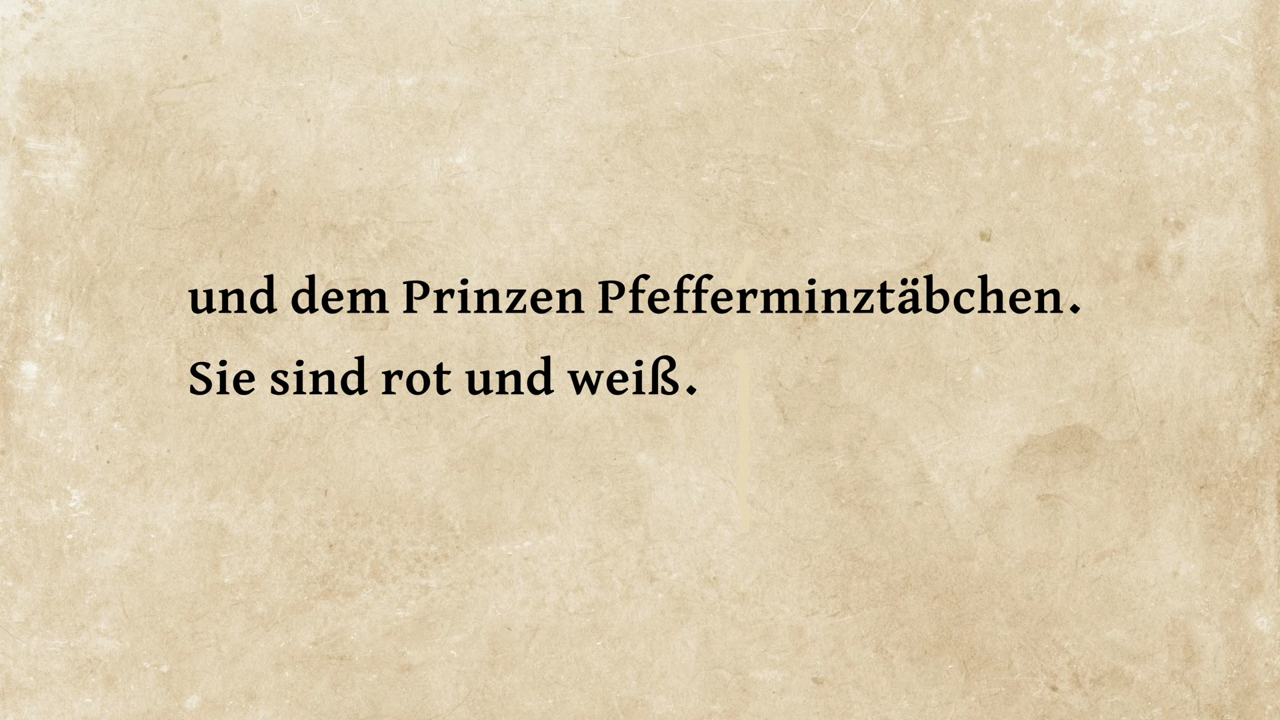 und dem Prinzen Pfefferminztäbchen.
Sie sind rot und weiß.